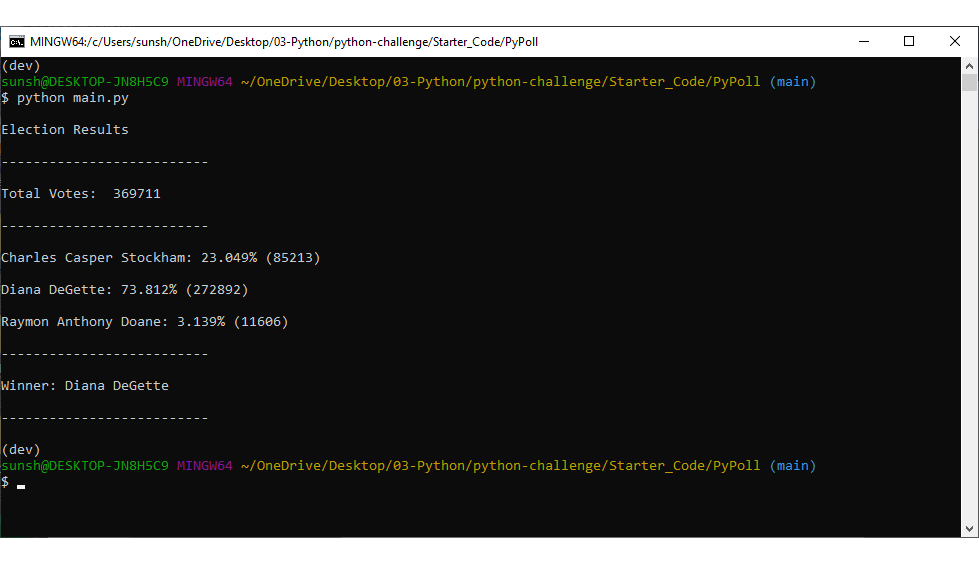 MINGW64:/c/Users/sunsh/OneDrive/Desktop/03-Python/python-challenge/Starter_Code/PyPoll
(dev)
sunsh@DESKTOP-JN8H5C9 MINGW64 ~/OneDrive/Desktop/03-Python/python-challenge/Starter_Code/PyPoll (main)
$ python main.py
Election Results
--------------------------
Total Votes:  369711
--------------------------
Charles Casper Stockham: 23.049% (85213)
Diana DeGette: 73.812% (272892)
Raymon Anthony Doane: 3.139% (11606)
--------------------------
Winner: Diana DeGette
--------------------------
(dev)
sunsh@DESKTOP-JN8H5C9 MINGW64 ~/OneDrive/Desktop/03-Python/python-challenge/Starter_Code/PyPoll (main)
$